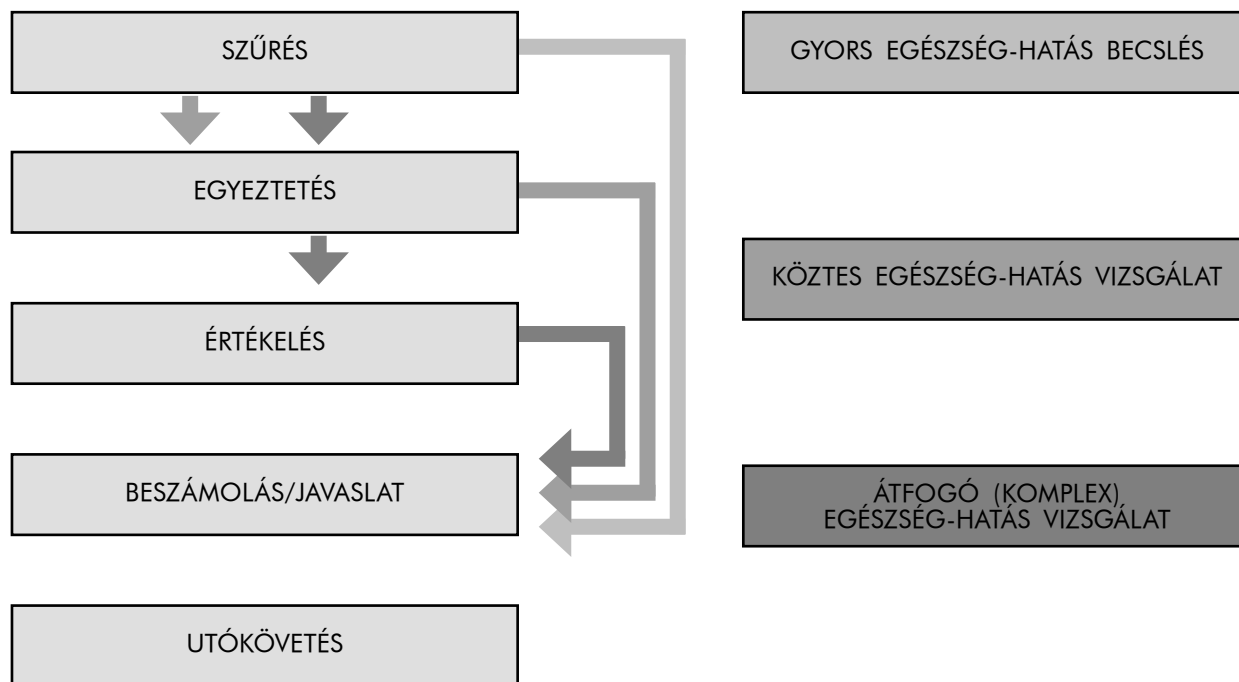 SZŰRÉS
EGYEZTETÉS
ÉRTÉKELÉS
BESZÁMOLÁS/JAVASLAT
UTÓKÖVETÉS
GYORS EGÉSZSÉG-HATÁS BECSLÉS
KÖZTES EGÉSZSÉG-HATÁS VIZSGÁLAT
ÁTFOGÓ (KOMPLEX)
EGÉSZSÉG-HATÁS VIZSGÁLAT